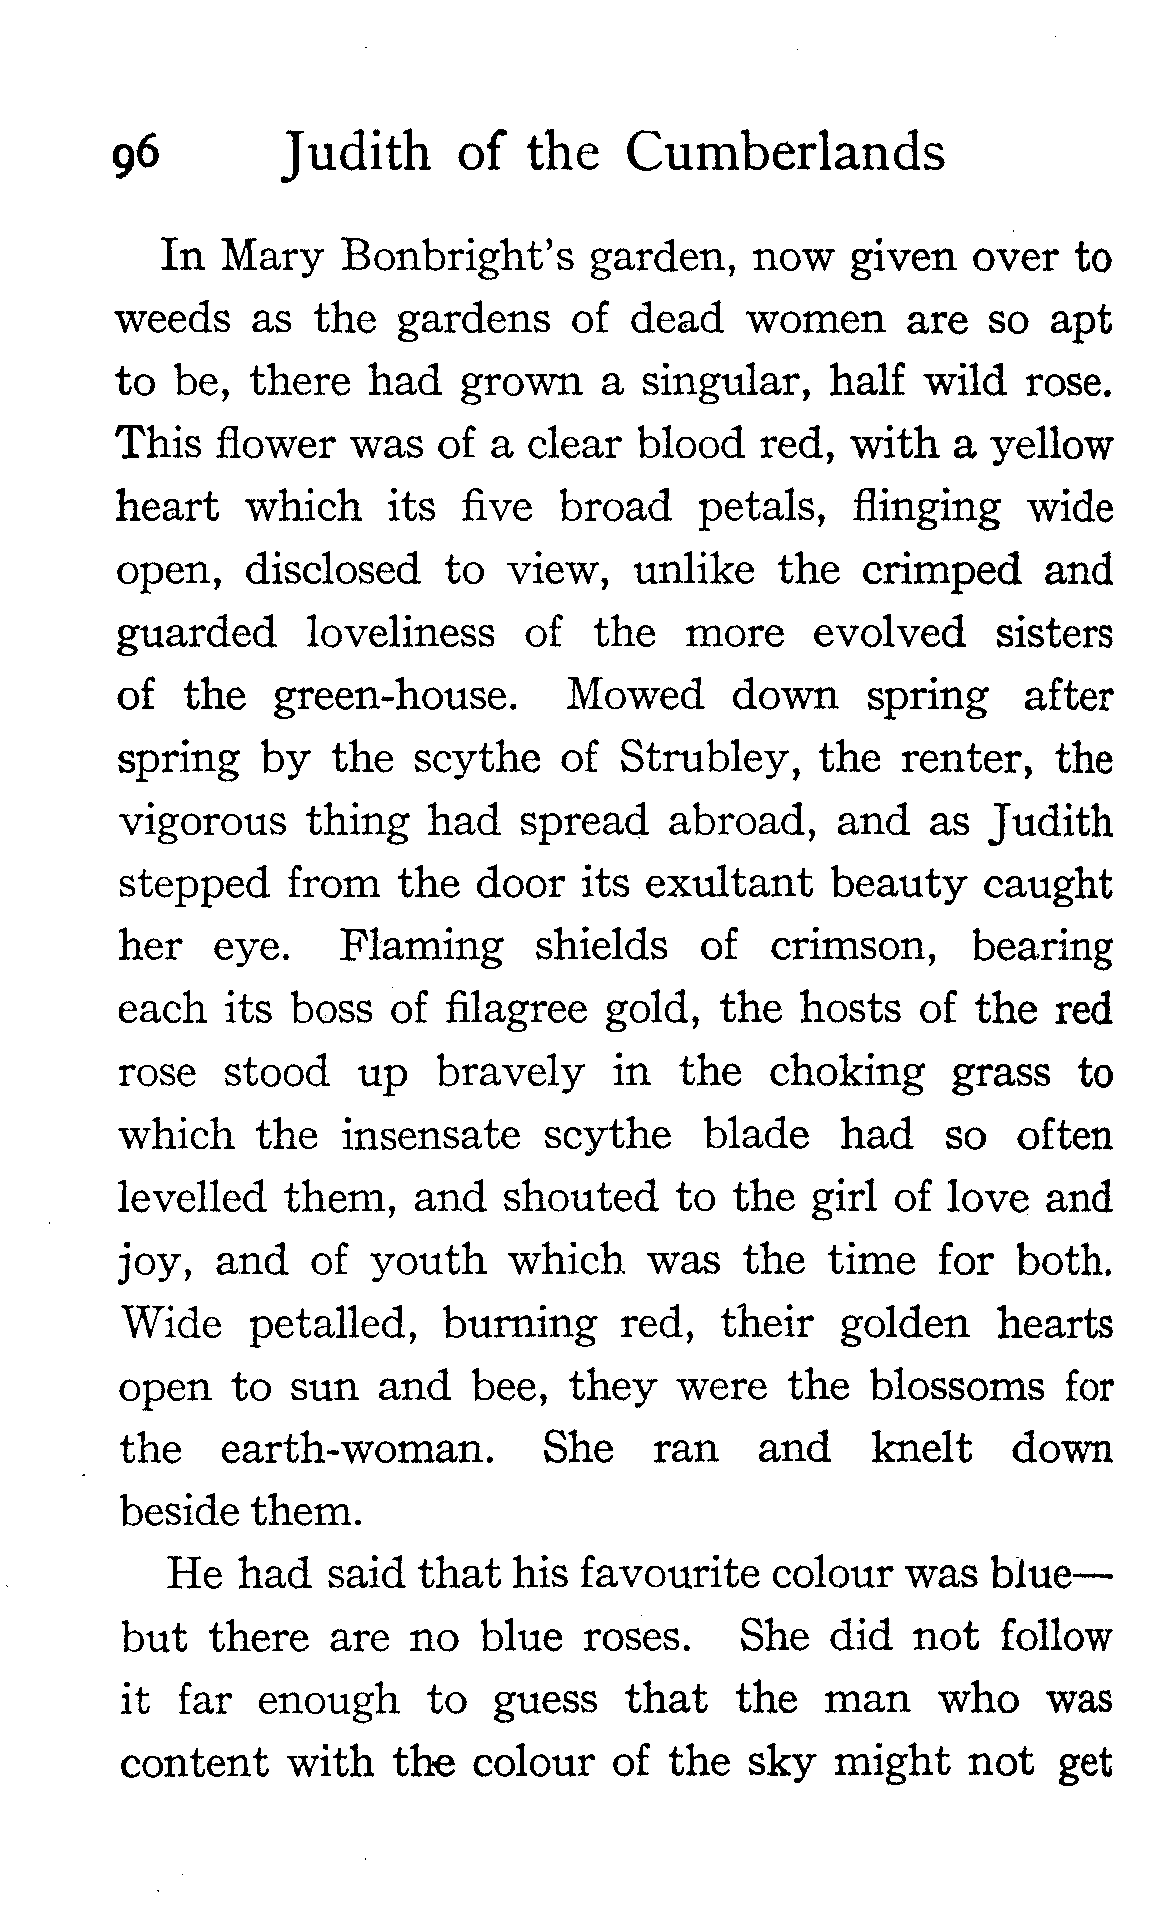 96 Judith of the Cumberlands
In Mary Bonbright's garden, now given over to
weeds as the gardens of dead women are so apt
to be, there had grown a singular, half wild rose.
This flower was of a clear blood red, with a yellow
heart which its five broad petals, flinging wide
open, disclosed to view, unlike the crimped and
guarded loveliness of the more evolved sisters
of the green-house. Mowed down spring after
spring by the scythe of Strubley, the renter, the
vigorous thing had spread abroad, and as Judith
stepped from the door its exultant beauty caught
her eye. Flaming shields of crimson, bearing
each its boss of filagree gold, the hosts of the red
rose stood up bravely in the choking grass to
which the insensate scythe blade had so often
levelled them, and shouted to the girl of love and
joy, and of youth which was the time for both.
Wide petalled, burning red, their golden hearts
open to sun and bee, they were the blossoms for
the earth-woman. She ran and knelt down
beside them.
He had said that his favourite colour was blue—
but there are no blue roses. She did not follow
it far enough to guess that the man who was
content with the colour of the sky might not get